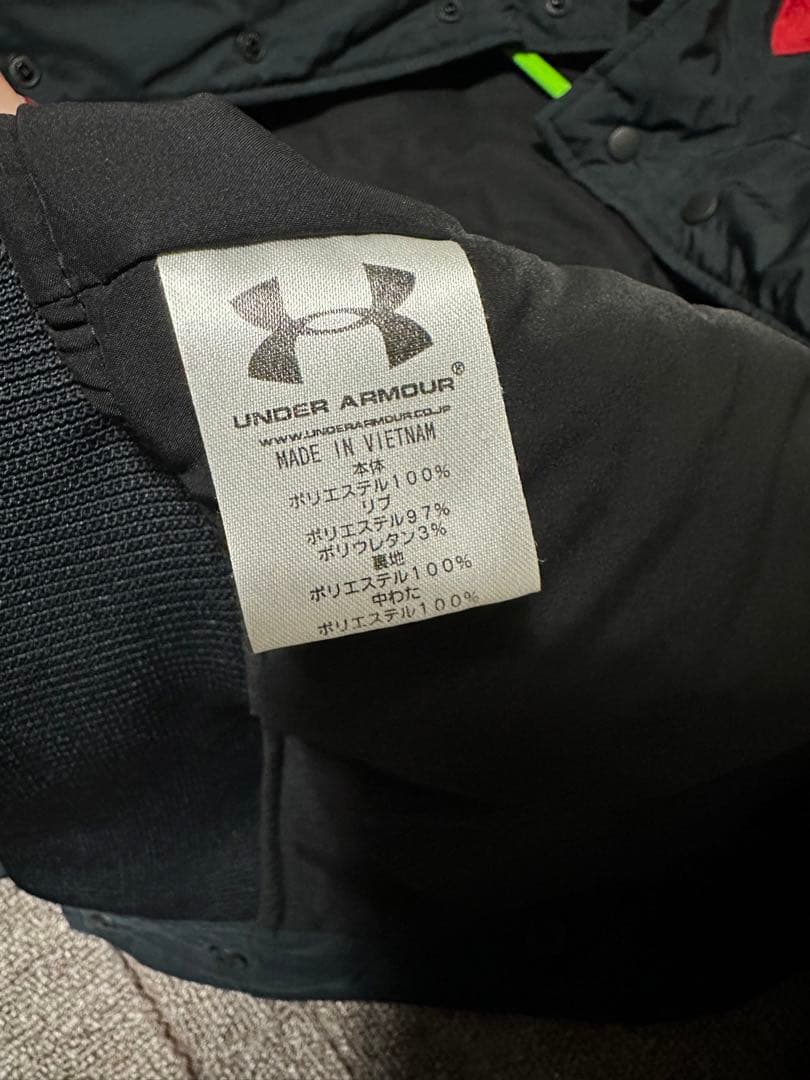 UNDER ARMOUR®
WWW.UNDERARMOUR.CO.JP
MADE IN VIETNAM
本体
ポリエステル100%
リブ
ポリエステル97%
ポリウレタン3%
裏地
ポリエステル100%
中わた
ポリエステル100%